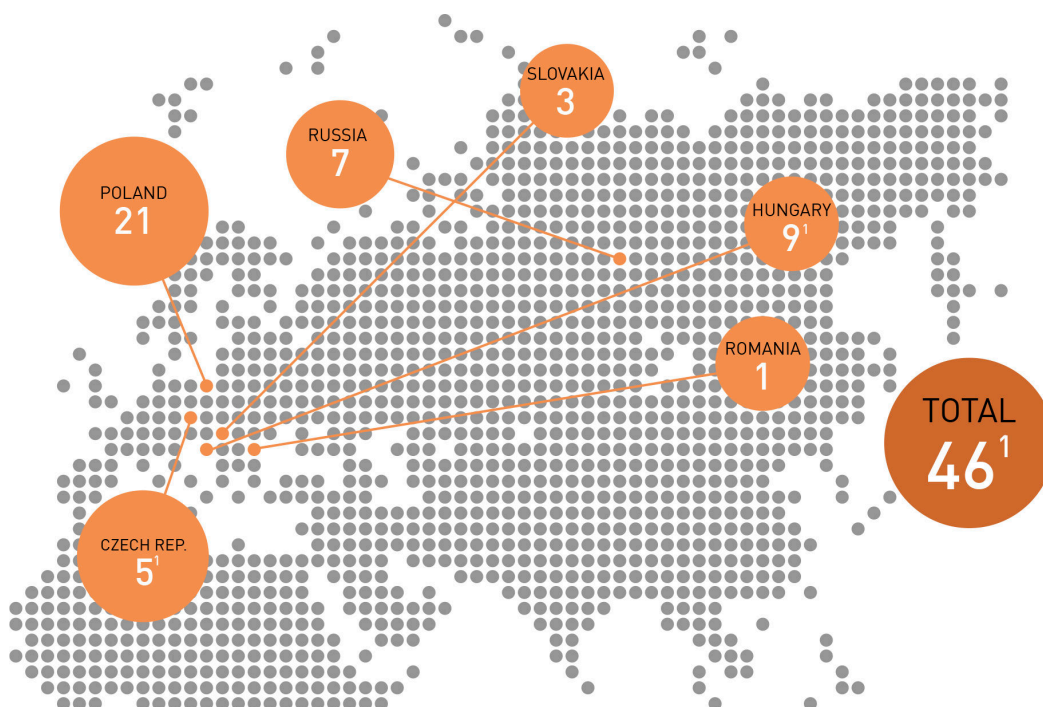 SLOVAKIA
3
RUSSIA
7
POLAND
21
HUNGARY
9¹
ROMANIA
1
TOTAL
46¹
CZECH REP.
5¹